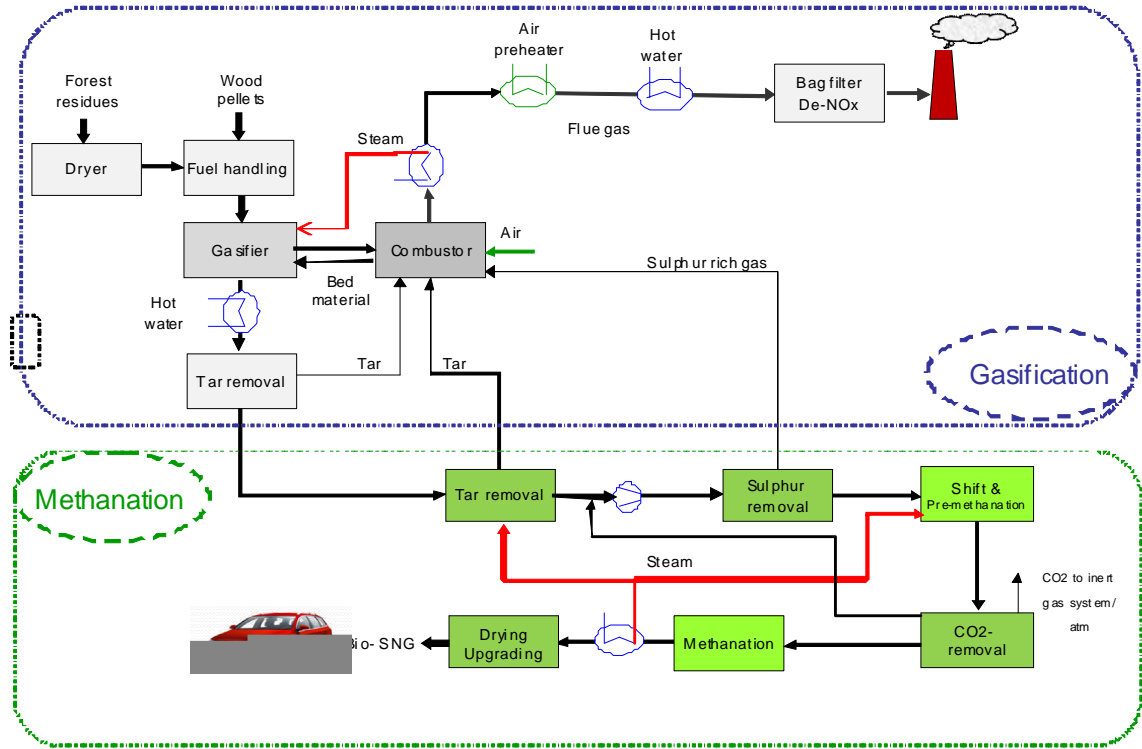 Air
preheater
Hot
water
Forest
residues
Wood
pellets
Bag filter
De-NOx
Flue gas
Steam
Dryer
Fuel handling
Gasifier
Combustor
Air
Sulphur rich gas
Bed
material
Hot
water
Tar removal
Tar
Tar
Gasification
Methanation
Tar removal
Sulphur
removal
Shift &
Pre-methanation
Steam
CO2 to inert
gas system/
atm
Drying
Upgrading
Methanation
CO2-
removal
Bio- SNG